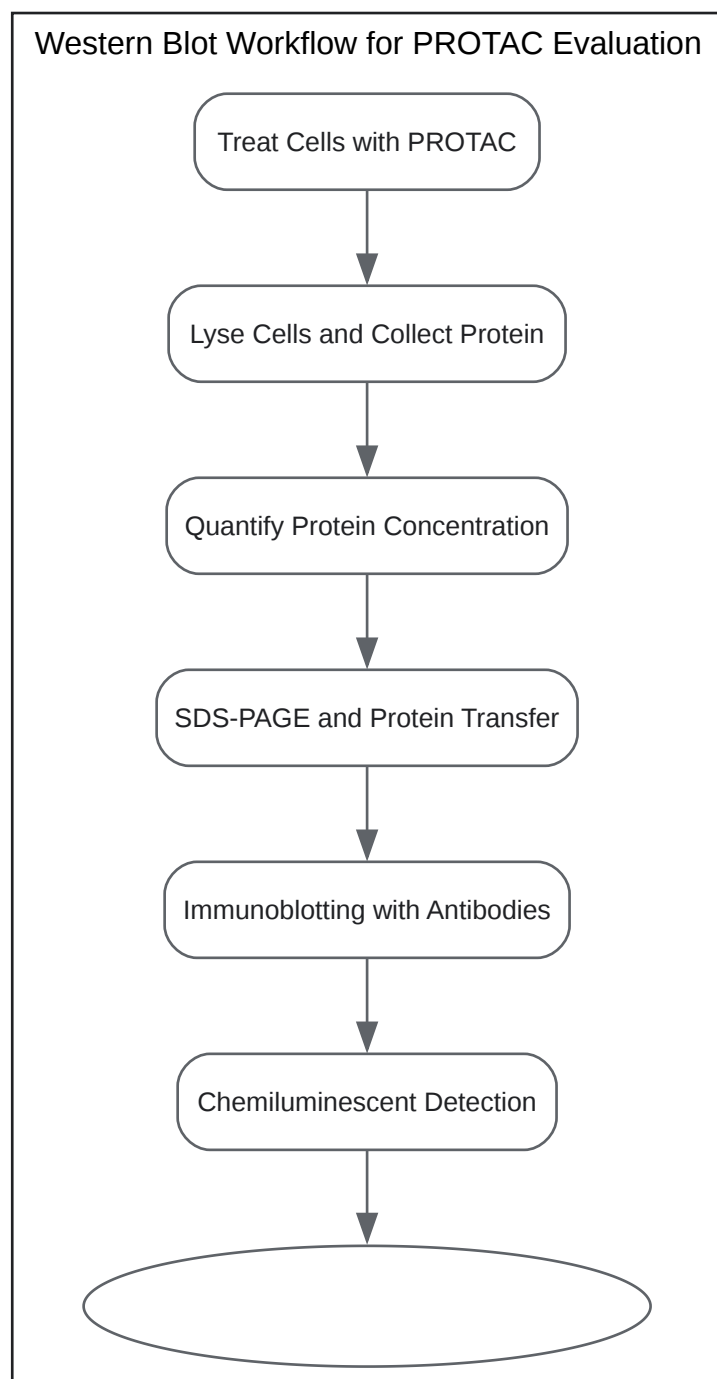 Western Blot Workflow for PROTAC Evaluation
Treat Cells with PROTAC
Lyse Cells and Collect Protein
Quantify Protein Concentration
SDS-PAGE and Protein Transfer
Immunoblotting with Antibodies
Chemiluminescent Detection